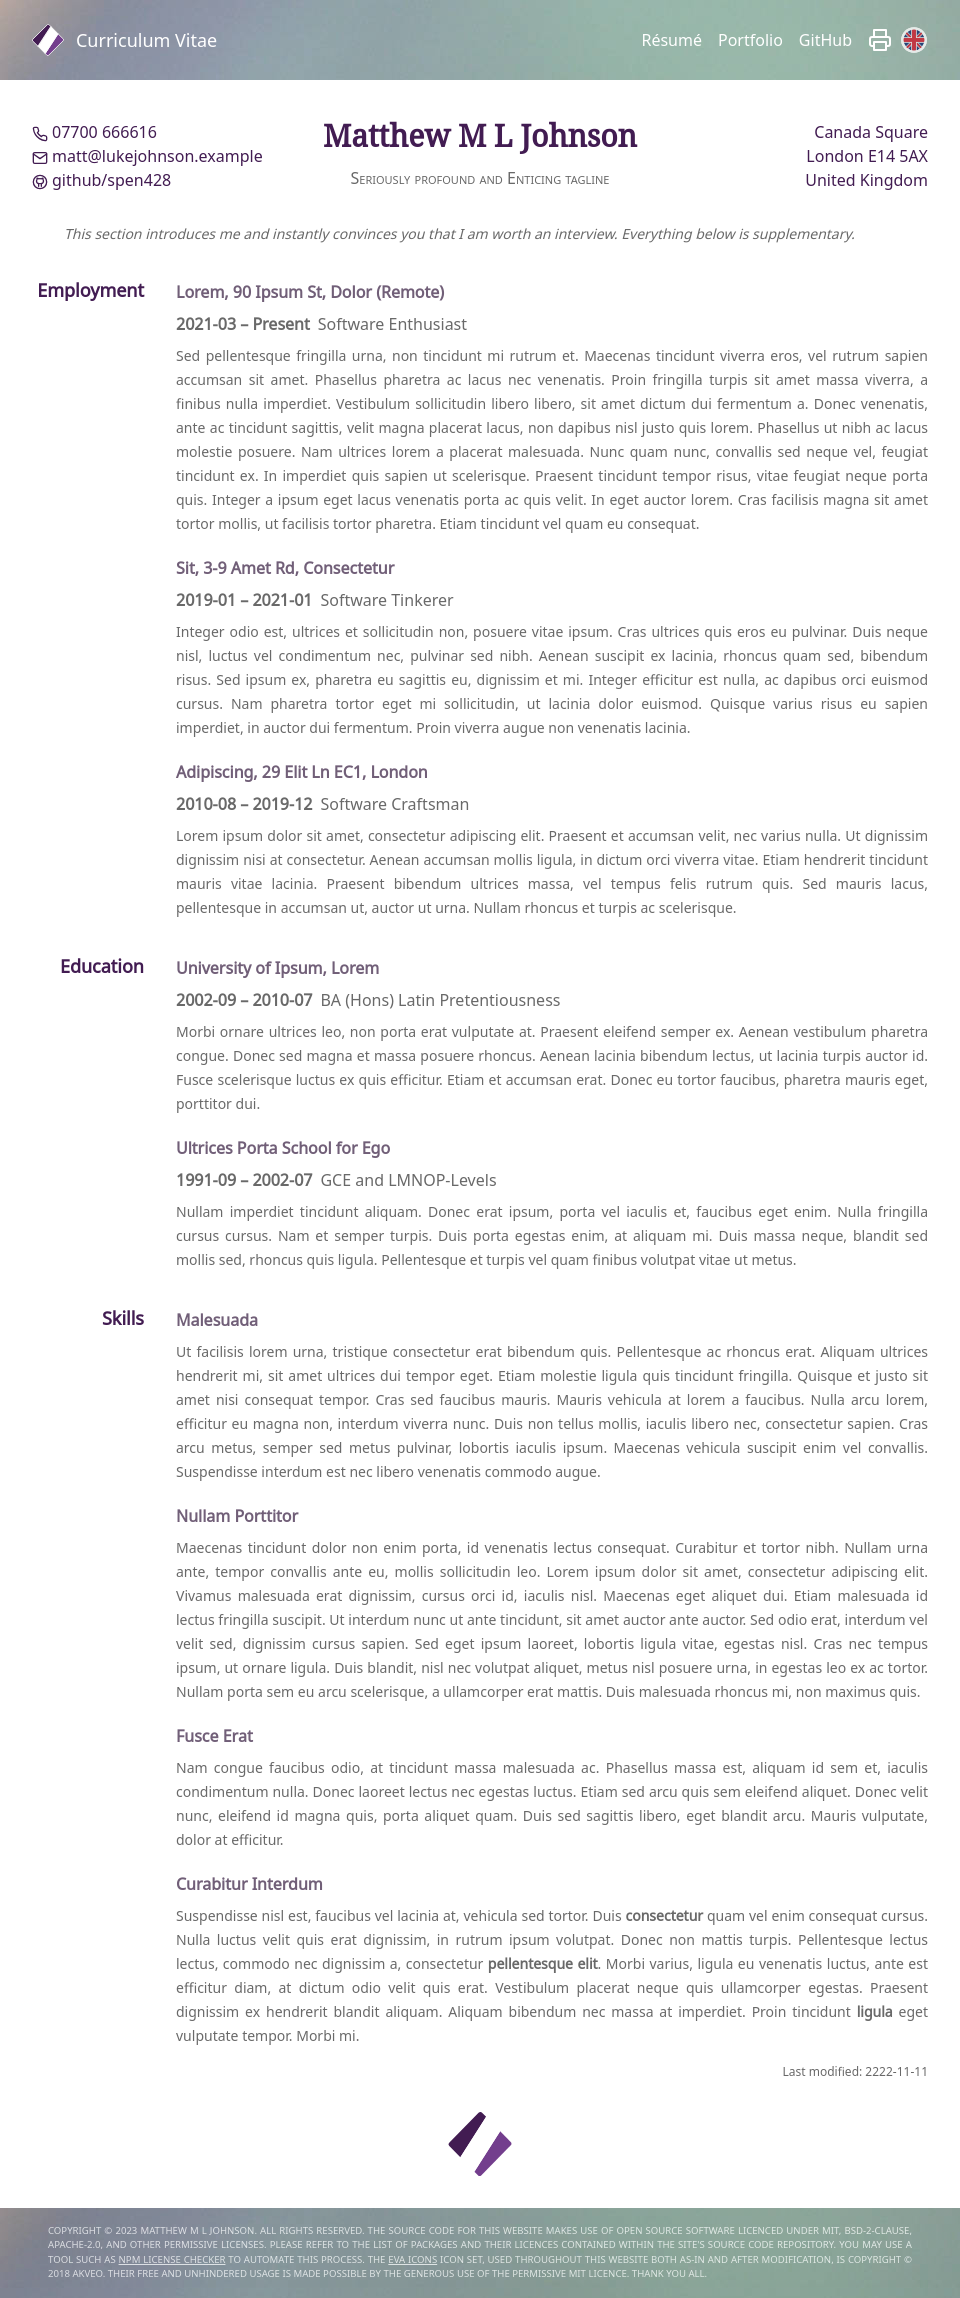 Curriculum Vitae
Résumé Portfolio GitHub
07700 666616
matt@lukejohnson.example
github/spen428
Matthew M L Johnson
Seriously profound and Enticing tagline
Canada Square
London E14 5AX
United Kingdom
This section introduces me and instantly convinces you that I am worth an interview. Everything below is supplementary.
Employment
Lorem, 90 Ipsum St, Dolor (Remote)
2021-03 – Present Software Enthusiast
Sed pellentesque fringilla urna, non tincidunt mi rutrum et. Maecenas tincidunt viverra eros, vel rutrum sapien
accumsan sit amet. Phasellus pharetra ac lacus nec venenatis. Proin fringilla turpis sit amet massa viverra, a
finibus nulla imperdiet. Vestibulum sollicitudin libero libero, sit amet dictum dui fermentum a. Donec venenatis,
ante ac tincidunt sagittis, velit magna placerat lacus, non dapibus nisl justo quis lorem. Phasellus ut nibh ac lacus
molestie posuere. Nam ultrices lorem a placerat malesuada. Nunc quam nunc, convallis sed neque vel, feugiat
tincidunt ex. In imperdiet quis sapien ut scelerisque. Praesent tincidunt tempor risus, vitae feugiat neque porta
quis. Integer a ipsum eget lacus venenatis porta ac quis velit. In eget auctor lorem. Cras facilisis magna sit amet
tortor mollis, ut facilisis tortor pharetra. Etiam tincidunt vel quam eu consequat.
Sit, 3-9 Amet Rd, Consectetur
2019-01 – 2021-01 Software Tinkerer
Integer odio est, ultrices et sollicitudin non, posuere vitae ipsum. Cras ultrices quis eros eu pulvinar. Duis neque
nisl, luctus vel condimentum nec, pulvinar sed nibh. Aenean suscipit ex lacinia, rhoncus quam sed, bibendum
risus. Sed ipsum ex, pharetra eu sagittis eu, dignissim et mi. Integer efficitur est nulla, ac dapibus orci euismod
cursus. Nam pharetra tortor eget mi sollicitudin, ut lacinia dolor euismod. Quisque varius risus eu sapien
imperdiet, in auctor dui fermentum. Proin viverra augue non venenatis lacinia.
Adipiscing, 29 Elit Ln EC1, London
2010-08 – 2019-12 Software Craftsman
Lorem ipsum dolor sit amet, consectetur adipiscing elit. Praesent et accumsan velit, nec varius nulla. Ut dignissim
dignissim nisi at consectetur. Aenean accumsan mollis ligula, in dictum orci viverra vitae. Etiam hendrerit tincidunt
mauris vitae lacinia. Praesent bibendum ultrices massa, vel tempus felis rutrum quis. Sed mauris lacus,
pellentesque in accumsan ut, auctor ut urna. Nullam rhoncus et turpis ac scelerisque.
Education
University of Ipsum, Lorem
2002-09 – 2010-07 BA (Hons) Latin Pretentiousness
Morbi ornare ultrices leo, non porta erat vulputate at. Praesent eleifend semper ex. Aenean vestibulum pharetra
congue. Donec sed magna et massa posuere rhoncus. Aenean lacinia bibendum lectus, ut lacinia turpis auctor id.
Fusce scelerisque luctus ex quis efficitur. Etiam et accumsan erat. Donec eu tortor faucibus, pharetra mauris eget,
porttitor dui.
Ultrices Porta School for Ego
1991-09 – 2002-07 GCE and LMNOP-Levels
Nullam imperdiet tincidunt aliquam. Donec erat ipsum, porta vel iaculis et, faucibus eget enim. Nulla fringilla
cursus cursus. Nam et semper turpis. Duis porta egestas enim, at aliquam mi. Duis massa neque, blandit sed
mollis sed, rhoncus quis ligula. Pellentesque et turpis vel quam finibus volutpat vitae ut metus.
Skills
Malesuada
Ut facilisis lorem urna, tristique consectetur erat bibendum quis. Pellentesque ac rhoncus erat. Aliquam ultrices
hendrerit mi, sit amet ultrices dui tempor eget. Etiam molestie ligula quis tincidunt fringilla. Quisque et justo sit
amet nisi consequat tempor. Cras sed faucibus mauris. Mauris vehicula at lorem a faucibus. Nulla arcu lorem,
efficitur eu magna non, interdum viverra nunc. Duis non tellus mollis, iaculis libero nec, consectetur sapien. Cras
arcu metus, semper sed metus pulvinar, lobortis iaculis ipsum. Maecenas vehicula suscipit enim vel convallis.
Suspendisse interdum est nec libero venenatis commodo augue.
Nullam Porttitor
Maecenas tincidunt dolor non enim porta, id venenatis lectus consequat. Curabitur et tortor nibh. Nullam urna
ante, tempor convallis ante eu, mollis sollicitudin leo. Lorem ipsum dolor sit amet, consectetur adipiscing elit.
Vivamus malesuada erat dignissim, cursus orci id, iaculis nisl. Maecenas eget aliquet dui. Etiam malesuada id
lectus fringilla suscipit. Ut interdum nunc ut ante tincidunt, sit amet auctor ante auctor. Sed odio erat, interdum vel
velit sed, dignissim cursus sapien. Sed eget ipsum laoreet, lobortis ligula vitae, egestas nisl. Cras nec tempus
ipsum, ut ornare ligula. Duis blandit, nisl nec volutpat aliquet, metus nisl posuere urna, in egestas leo ex ac tortor.
Nullam porta sem eu arcu scelerisque, a ullamcorper erat mattis. Duis malesuada rhoncus mi, non maximus quis.
Fusce Erat
Nam congue faucibus odio, at tincidunt massa malesuada ac. Phasellus massa est, aliquam id sem et, iaculis
condimentum nulla. Donec laoreet lectus nec egestas luctus. Etiam sed arcu quis sem eleifend aliquet. Donec velit
nunc, eleifend id magna quis, porta aliquet quam. Duis sed sagittis libero, eget blandit arcu. Mauris vulputate,
dolor at efficitur.
Curabitur Interdum
Suspendisse nisl est, faucibus vel lacinia at, vehicula sed tortor. Duis consectetur quam vel enim consequat cursus.
Nulla luctus velit quis erat dignissim, in rutrum ipsum volutpat. Donec non mattis turpis. Pellentesque lectus
lectus, commodo nec dignissim a, consectetur pellentesque elit. Morbi varius, ligula eu venenatis luctus, ante est
efficitur diam, at dictum odio velit quis erat. Vestibulum placerat neque quis ullamcorper egestas. Praesent
dignissim ex hendrerit blandit aliquam. Aliquam bibendum nec massa at imperdiet. Proin tincidunt ligula eget
vulputate tempor. Morbi mi.
Last modified: 2222-11-11
COPYRIGHT © 2023 MATTHEW M L JOHNSON. ALL RIGHTS RESERVED. THE SOURCE CODE FOR THIS WEBSITE MAKES USE OF OPEN SOURCE SOFTWARE LICENCED UNDER MIT, BSD-2-CLAUSE,
APACHE-2.0, AND OTHER PERMISSIVE LICENSES. PLEASE REFER TO THE LIST OF PACKAGES AND THEIR LICENCES CONTAINED WITHIN THE SITE'S SOURCE CODE REPOSITORY. YOU MAY USE A
TOOL SUCH AS NPM LICENSE CHECKER TO AUTOMATE THIS PROCESS. THE EVA ICONS ICON SET, USED THROUGHOUT THIS WEBSITE BOTH AS-IN AND AFTER MODIFICATION, IS COPYRIGHT ©
2018 AKVEO. THEIR FREE AND UNHINDERED USAGE IS MADE POSSIBLE BY THE GENEROUS USE OF THE PERMISSIVE MIT LICENCE. THANK YOU ALL.